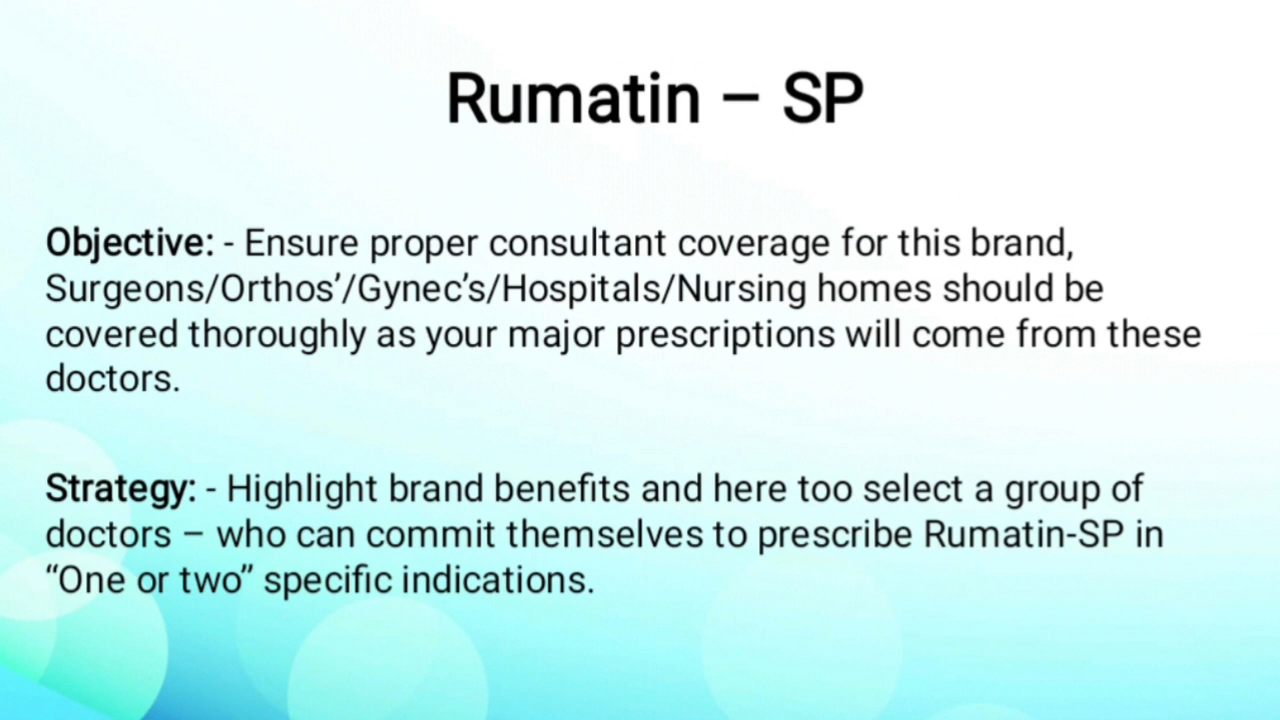 Rumatin – SP
Objective: - Ensure proper consultant coverage for this brand,
Surgeons/Orthos’/Gynec’s/Hospitals/Nursing homes should be
covered thoroughly as your major prescriptions will come from these
doctors.
Strategy: - Highlight brand benefits and here too select a group of
doctors – who can commit themselves to prescribe Rumatin-SP in
“One or two” specific indications.